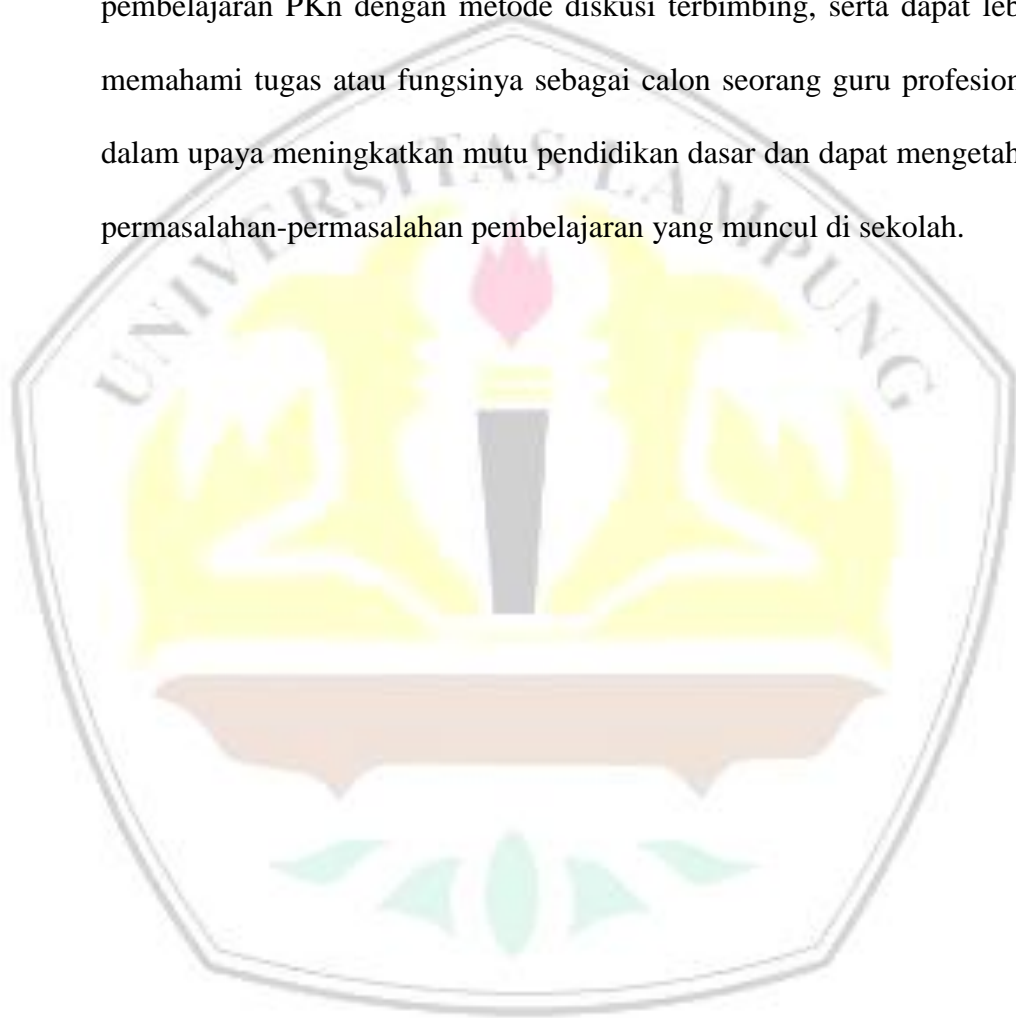 pembelajaran PKn dengan metode diskusi terbimbing, serta dapat leb
memahami tugas atau fungsinya sebagai calon seorang guru profesion
dalam upaya meningkatkan mutu pendidikan dasar dan dapat mengetah
permasalahan-permasalahan pembelajaran yang muncul di sekolah.
UNIVERSITAS LAMPUNG